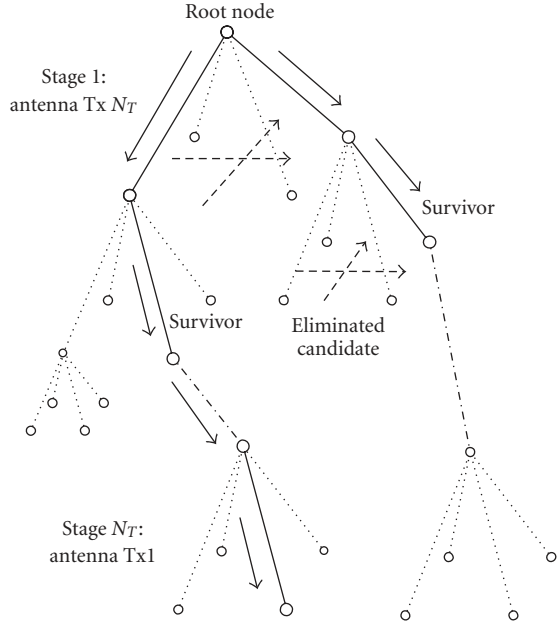 Root node
Stage 1:
antenna Tx N_T
Survivor
Survivor
Eliminated
candidate
Stage N_T:
antenna Tx1